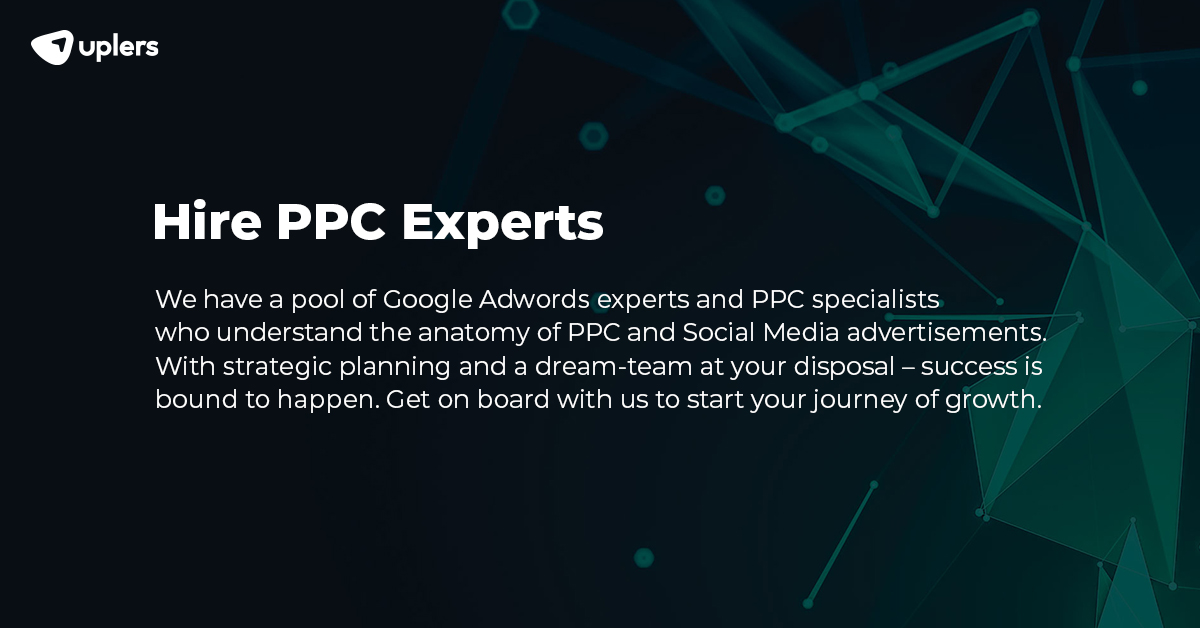 uplers
Hire PPC Experts
We have a pool of Google Adwords experts and PPC specialists
who understand the anatomy of PPC and Social Media advertisements.
With strategic planning and a dream-team at your disposal – success is
bound to happen. Get on board with us to start your journey of growth.